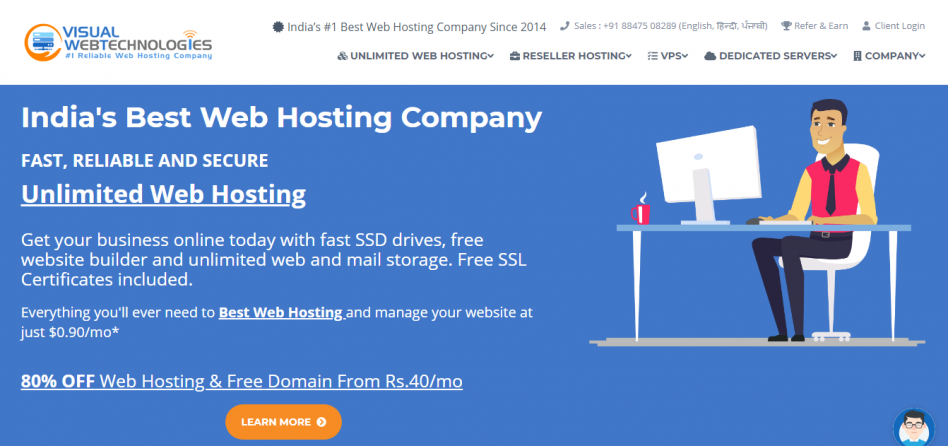 VISUAL
WEBTECHNOLOGIES
#1 Reliable Web Hosting Company
India's #1 Best Web Hosting Company Since 2014
Sales : +91 88475 08289 (English, हिन्दी, ਪੰਜਾਬੀ)
Refer & Earn
Client Login
UNLIMITED WEB HOSTING
RESELLER HOSTING
VPS
DEDICATED SERVERS
COMPANY
India's Best Web Hosting Company
FAST, RELIABLE AND SECURE
Unlimited Web Hosting
Get your business online today with fast SSD drives, free
website builder and unlimited web and mail storage. Free SSL
Certificates included.
Everything you'll ever need to Best Web Hosting and manage your website at
just $0.90/mo*
80% OFF Web Hosting & Free Domain From Rs.40/mo
LEARN MORE